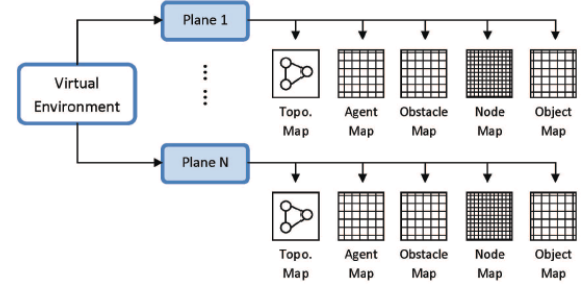 Plane 1
Virtual
Environment
Topo. Agent Obstacle Node Object
Map Map Map Map Map
Plane N
Topo. Agent Obstacle Node Object
Map Map Map Map Map